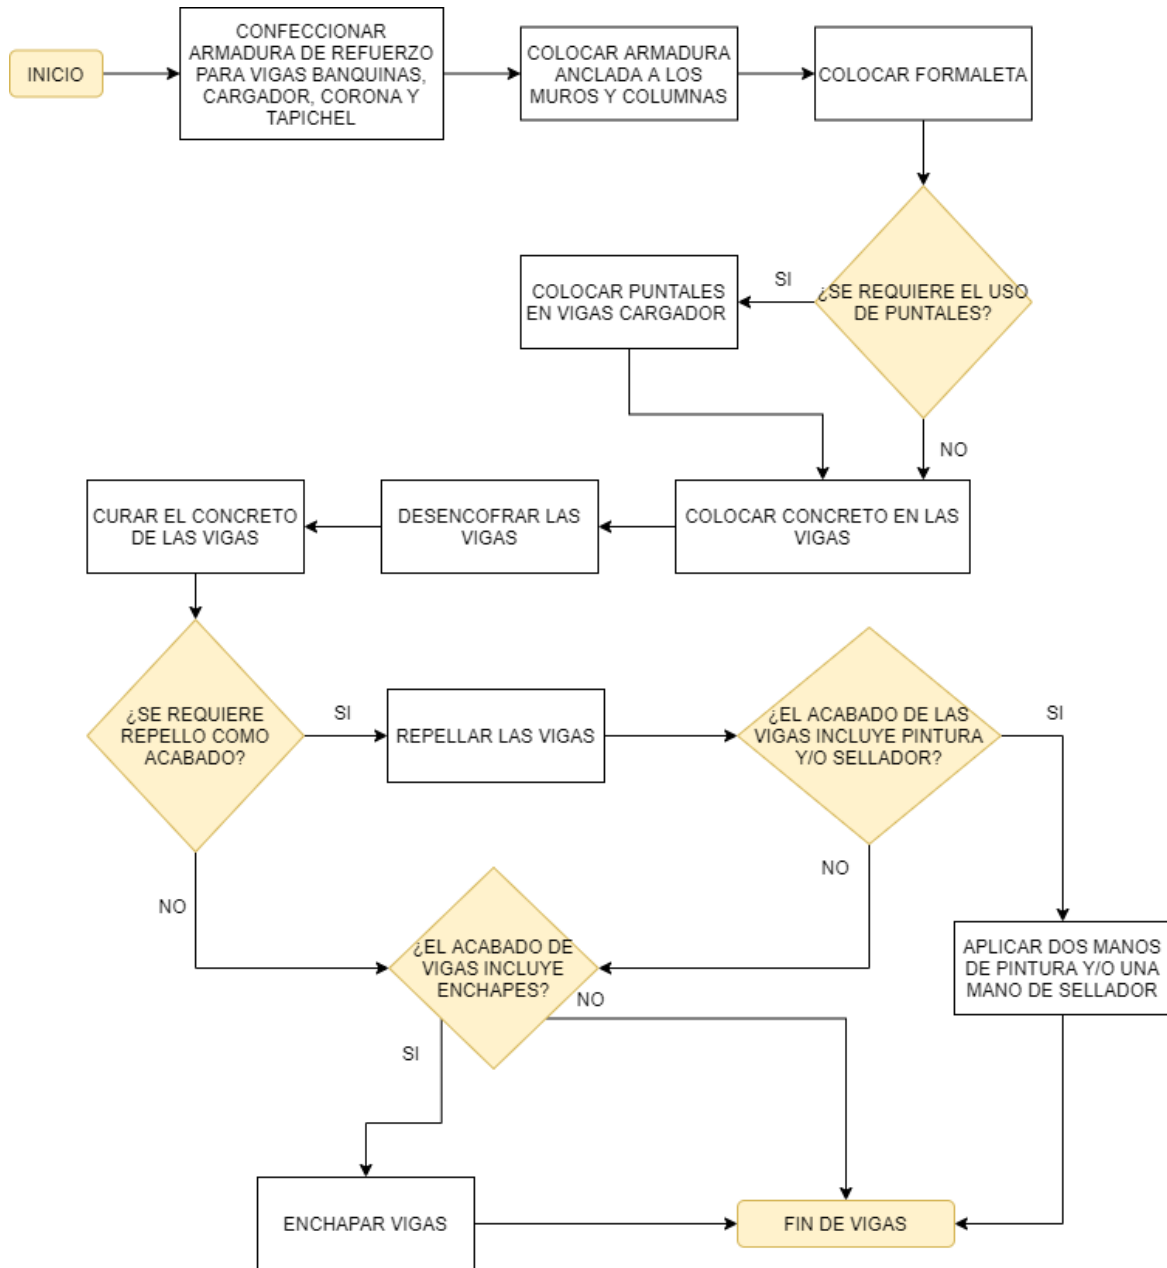 INICIO
CONFECCIONAR
ARMADURA DE REFUERZO
PARA VIGAS BANQUINAS,
CARGADOR, CORONA Y
TAPICHEL
COLOCAR ARMADURA
ANCLADA A LOS
MUROS Y COLUMNAS
COLOCAR FORMALETA
¿SE REQUIERE EL USO
DE PUNTALES?
SI
COLOCAR PUNTALES
EN VIGAS CARGADOR
NO
COLOCAR CONCRETO EN LAS
VIGAS
DESENCOFRAR LAS
VIGAS
CURAR EL CONCRETO
DE LAS VIGAS
¿SE REQUIERE
REPELLO COMO
ACABADO?
SI
REPELLAR LAS VIGAS
¿EL ACABADO DE LAS
VIGAS INCLUYE PINTURA
Y/O SELLADOR?
SI
NO
NO
APLICAR DOS MANOS
DE PINTURA Y/O UNA
MANO DE SELLADOR
¿EL ACABADO DE
VIGAS INCLUYE
ENCHAPES?
NO
SI
ENCHAPAR VIGAS
FIN DE VIGAS